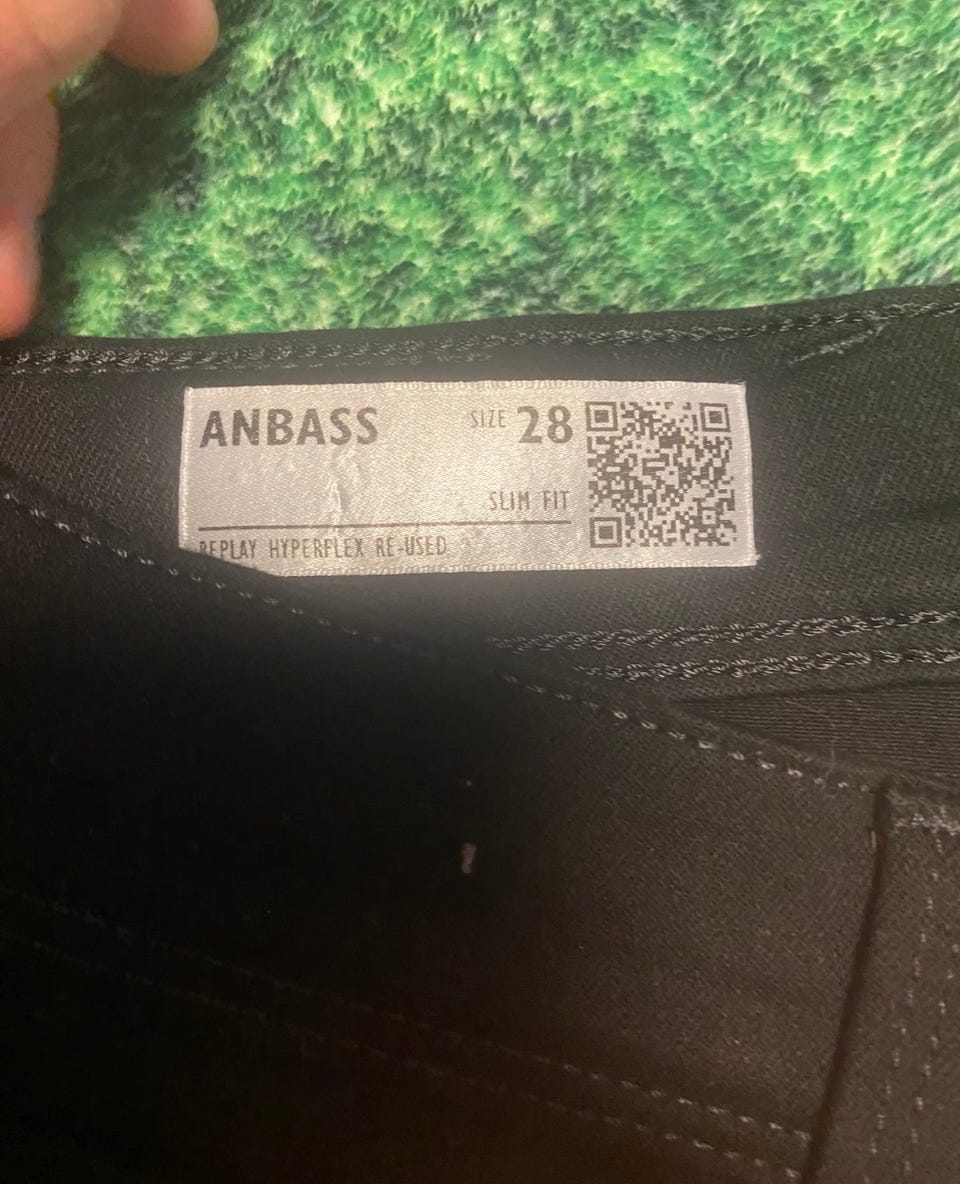 ANBASS SIZE 28
SLIM FIT
REPLAY HYPERFLEX RE-USED